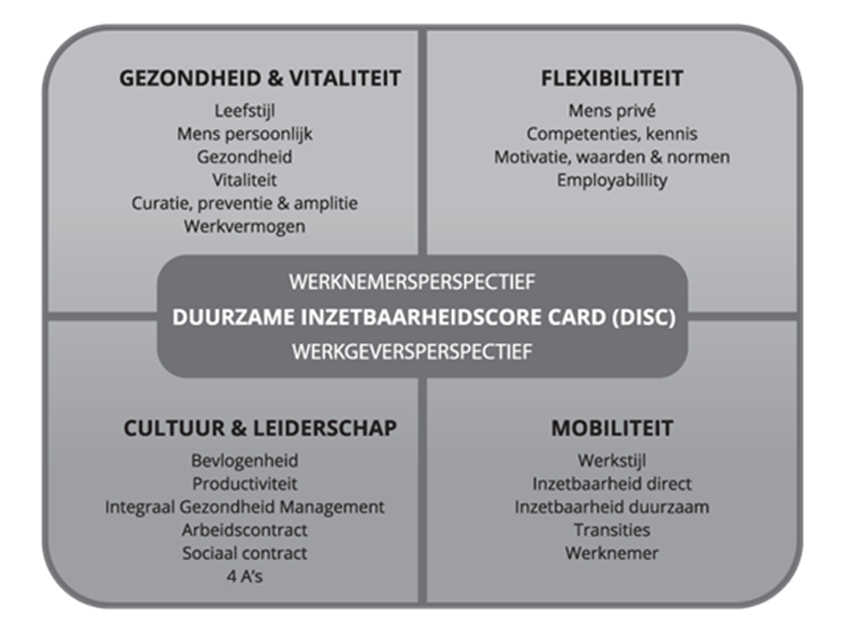 GEZONDHEID & VITALITEIT
Leefstijl
Mens persoonlijk
Gezondheid
Vitaliteit
Curatie, preventie & amplitie
Werkvermogen
FLEXIBILITEIT
Mens privé
Competenties, kennis
Motivatie, waarden & normen
Employabillity
WERKNEMERSPERSPECTIEF
DUURZAME INZETBAARHEIDSCORE CARD (DISC)
WERKGEVERSPERSPECTIEF
CULTUUR & LEIDERSCHAP
Bevlogenheid
Productiviteit
Integraal Gezondheid Management
Arbeidscontract
Sociaal contract
4 A's
MOBILITEIT
Werkstijl
Inzetbaarheid direct
Inzetbaarheid duurzaam
Transities
Werknemer